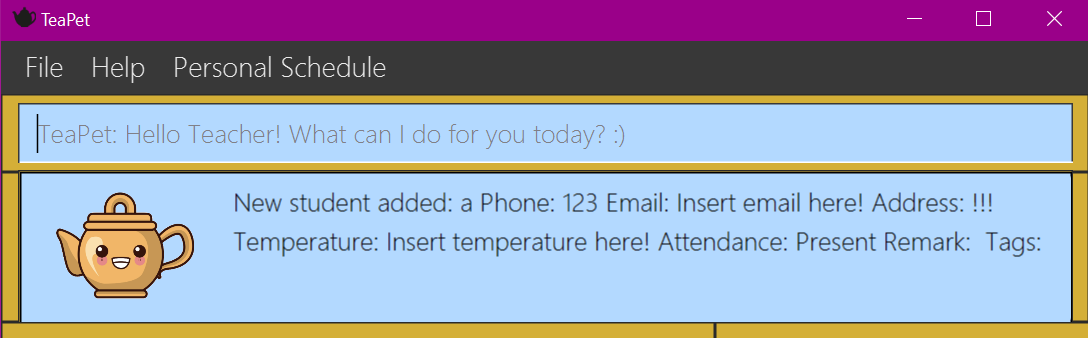 TeaPet
File Help Personal Schedule
TeaPet: Hello Teacher! What can I do for you today? :)
New student added: a Phone: 123 Email: Insert email here! Address: !!!
Temperature: Insert temperature here! Attendance: Present Remark:  Tags: